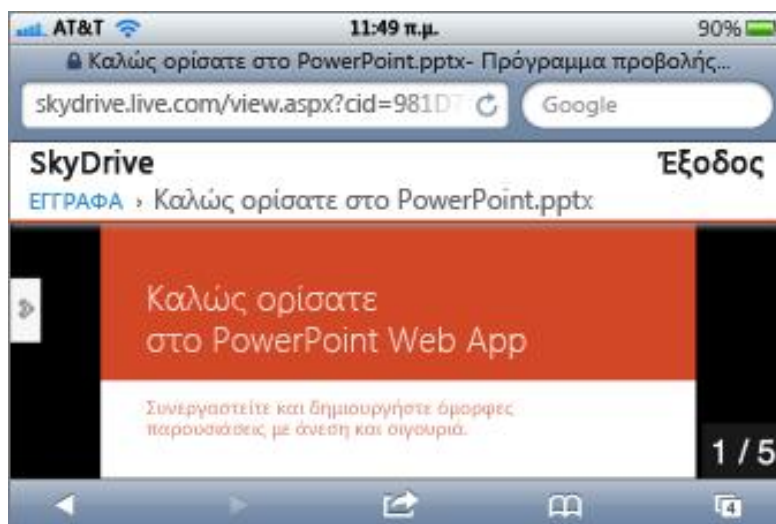 AT&T 11:49 π.μ. 90%
Καλώς ορίσατε στο PowerPoint.pptx- Πρόγραμμα προβολής...
skydrive.live.com/view.aspx?cid=981D7 Google
SkyDrive Έξοδος
ΕΓΓΡΑΦΑ › Καλώς ορίσατε στο PowerPoint.pptx
Καλώς ορίσατε
στο PowerPoint Web App
Συνεργαστείτε και δημιουργήστε όμορφες
παρουσιάσεις με άνεση και σιγουριά.
1 / 5
4